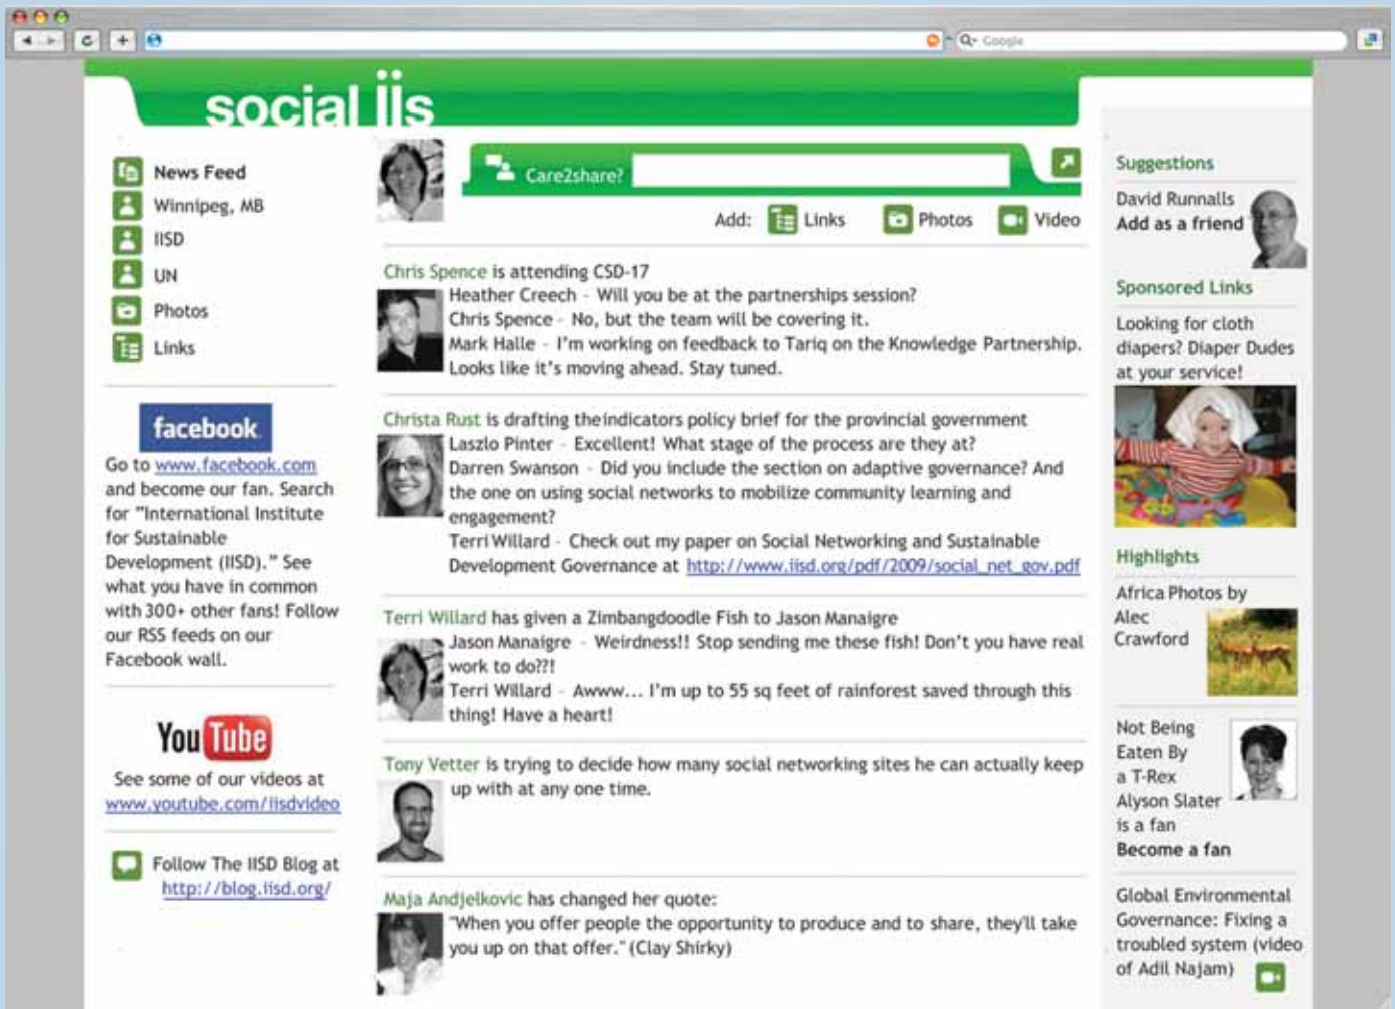 Google
social iis
News Feed
Winnipeg, MB
IISD
UN
Photos
Links
facebook
Go to www.facebook.com
and become our fan. Search
for "International Institute
for Sustainable
Development (IISD)." See
what you have in common
with 300+ other fans! Follow
our RSS feeds on our
Facebook wall.
YouTube
See some of our videos at
www.youtube.com/iisdvideo
Follow The IISD Blog at
http://blog.iisd.org/
Care2share?
Add: Links Photos Video
Chris Spence is attending CSD-17
Heather Creech - Will you be at the partnerships session?
Chris Spence - No, but the team will be covering it.
Mark Halle - I'm working on feedback to Tariq on the Knowledge Partnership.
Looks like it's moving ahead. Stay tuned.
Christa Rust is drafting theindicators policy brief for the provincial government
Laszlo Pinter - Excellent! What stage of the process are they at?
Darren Swanson - Did you include the section on adaptive governance? And
the one on using social networks to mobilize community learning and
engagement?
Terri Willard - Check out my paper on Social Networking and Sustainable
Development Governance at http://www.iisd.org/pdf/2009/social_net_gov.pdf
Terri Willard has given a Zimbangdoodle Fish to Jason Manaigre
Jason Manaigre - Weirdness!! Stop sending me these fish! Don't you have real
work to do??!
Terri Willard - Awww... I'm up to 55 sq feet of rainforest saved through this
thing! Have a heart!
Tony Vetter is trying to decide how many social networking sites he can actually keep
up with at any one time.
Maja Andjelkovic has changed her quote:
"When you offer people the opportunity to produce and to share, they'll take
you up on that offer." (Clay Shirky)
Suggestions
David Runnalls
Add as a friend
Sponsored Links
Looking for cloth
diapers? Diaper Dudes
at your service!
Highlights
Africa Photos by
Alec
Crawford
Not Being
Eaten By
a T-Rex
Alyson Slater
is a fan
Become a fan
Global Environmental
Governance: Fixing a
troubled system (video
of Adil Najam)